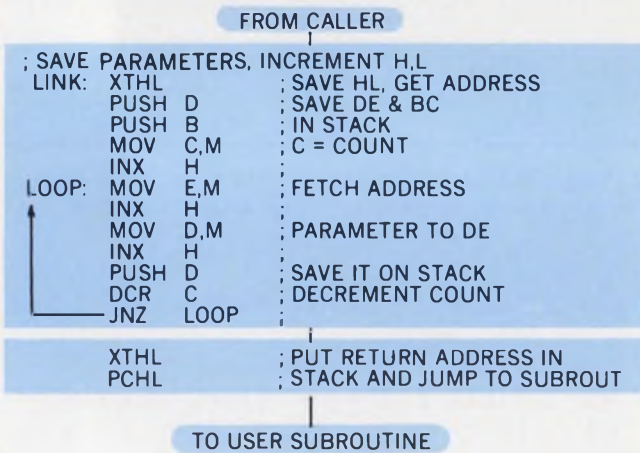 FROM CALLER
; SAVE PARAMETERS, INCREMENT H,L
LINK: XTHL ; SAVE HL, GET ADDRESS
PUSH D ; SAVE DE & BC
PUSH B ; IN STACK
MOV C,M ; C = COUNT
INX H ;
LOOP: MOV E,M ; FETCH ADDRESS
INX H ;
MOV D,M ; PARAMETER TO DE
INX H ;
PUSH D ; SAVE IT ON STACK
DCR C ; DECREMENT COUNT
JNZ LOOP ;
XTHL ; PUT RETURN ADDRESS IN
PCHL ; STACK AND JUMP TO SUBROUT
TO USER SUBROUTINE